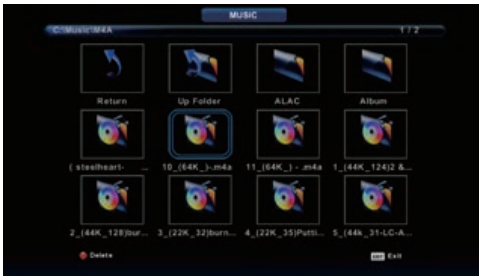 MUSIC
C:\Music\M4A 1 / 2
Return Up Folder ALAC Album
( steelheart- ... 10_(64K_)-.m4a 11_(64K_) - .m4a 1_(44K_124)2 &...
2_(44K_128)bur... 3_(22K_32)burn... 4_(22K_35)Putti... 5_(44k_31-LC-A...
Delete Exit